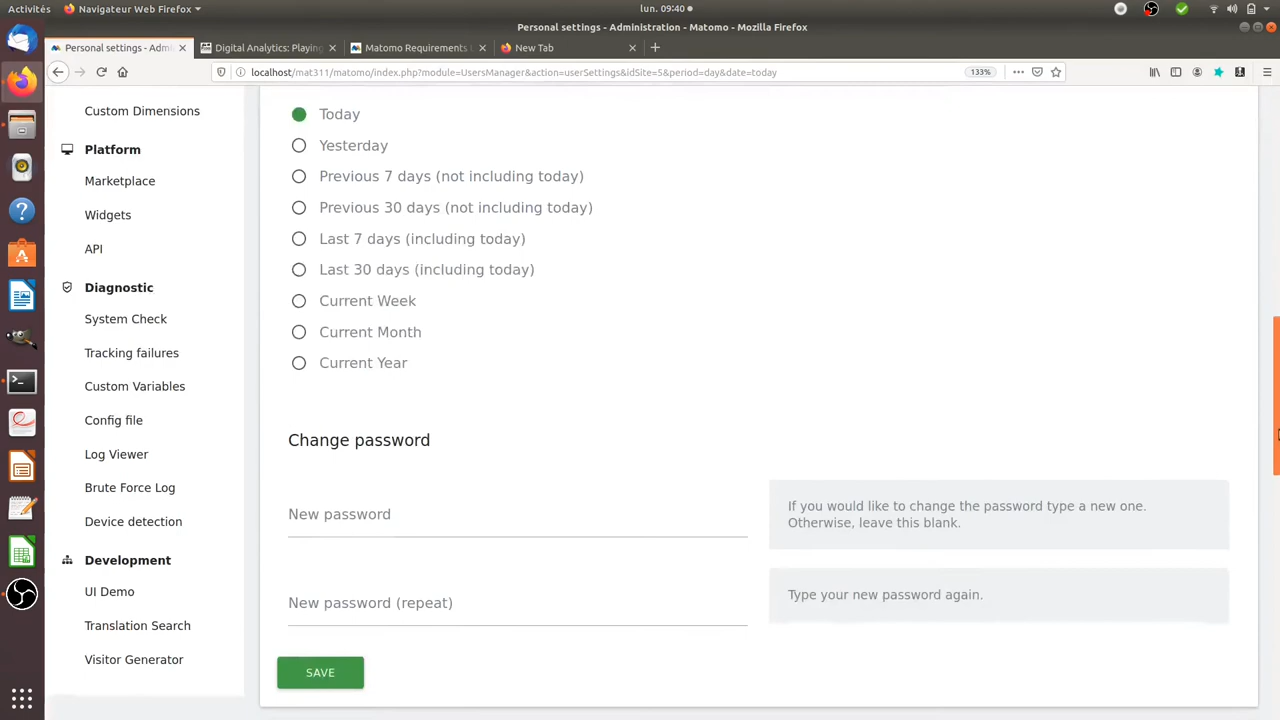 Activités
Navigateur Web Firefox
lun. 09:40
Personal settings - Administration - Matomo - Mozilla Firefox
Personal settings - Admi
Digital Analytics: Playing
Matomo Requirements
New Tab
localhost/mat311/matomo/index.php?module=UsersManager&action=userSettings&idSite=5&period=day&date=today
133%
Custom Dimensions
Platform
Marketplace
Widgets
API
Diagnostic
System Check
Tracking failures
Custom Variables
Config file
Log Viewer
Brute Force Log
Device detection
Development
UI Demo
Translation Search
Visitor Generator
Today
Yesterday
Previous 7 days (not including today)
Previous 30 days (not including today)
Last 7 days (including today)
Last 30 days (including today)
Current Week
Current Month
Current Year
Change password
New password
If you would like to change the password type a new one.
Otherwise, leave this blank.
New password (repeat)
Type your new password again.
SAVE